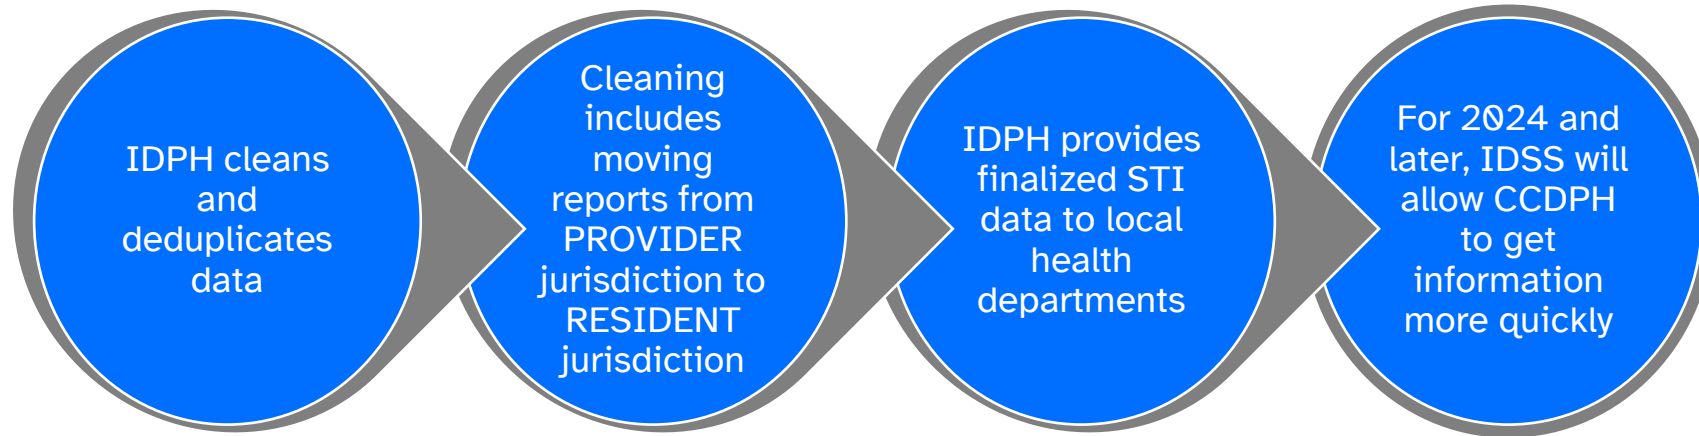 IDPH cleans
and
deduplicates
data
Cleaning
includes
moving
reports from
PROVIDER
jurisdiction to
RESIDENT
jurisdiction
IDPH provides
finalized STI
data to local
health
departments
For 2024 and
later, IDSS will
allow CCDPH
to get
information
more quickly